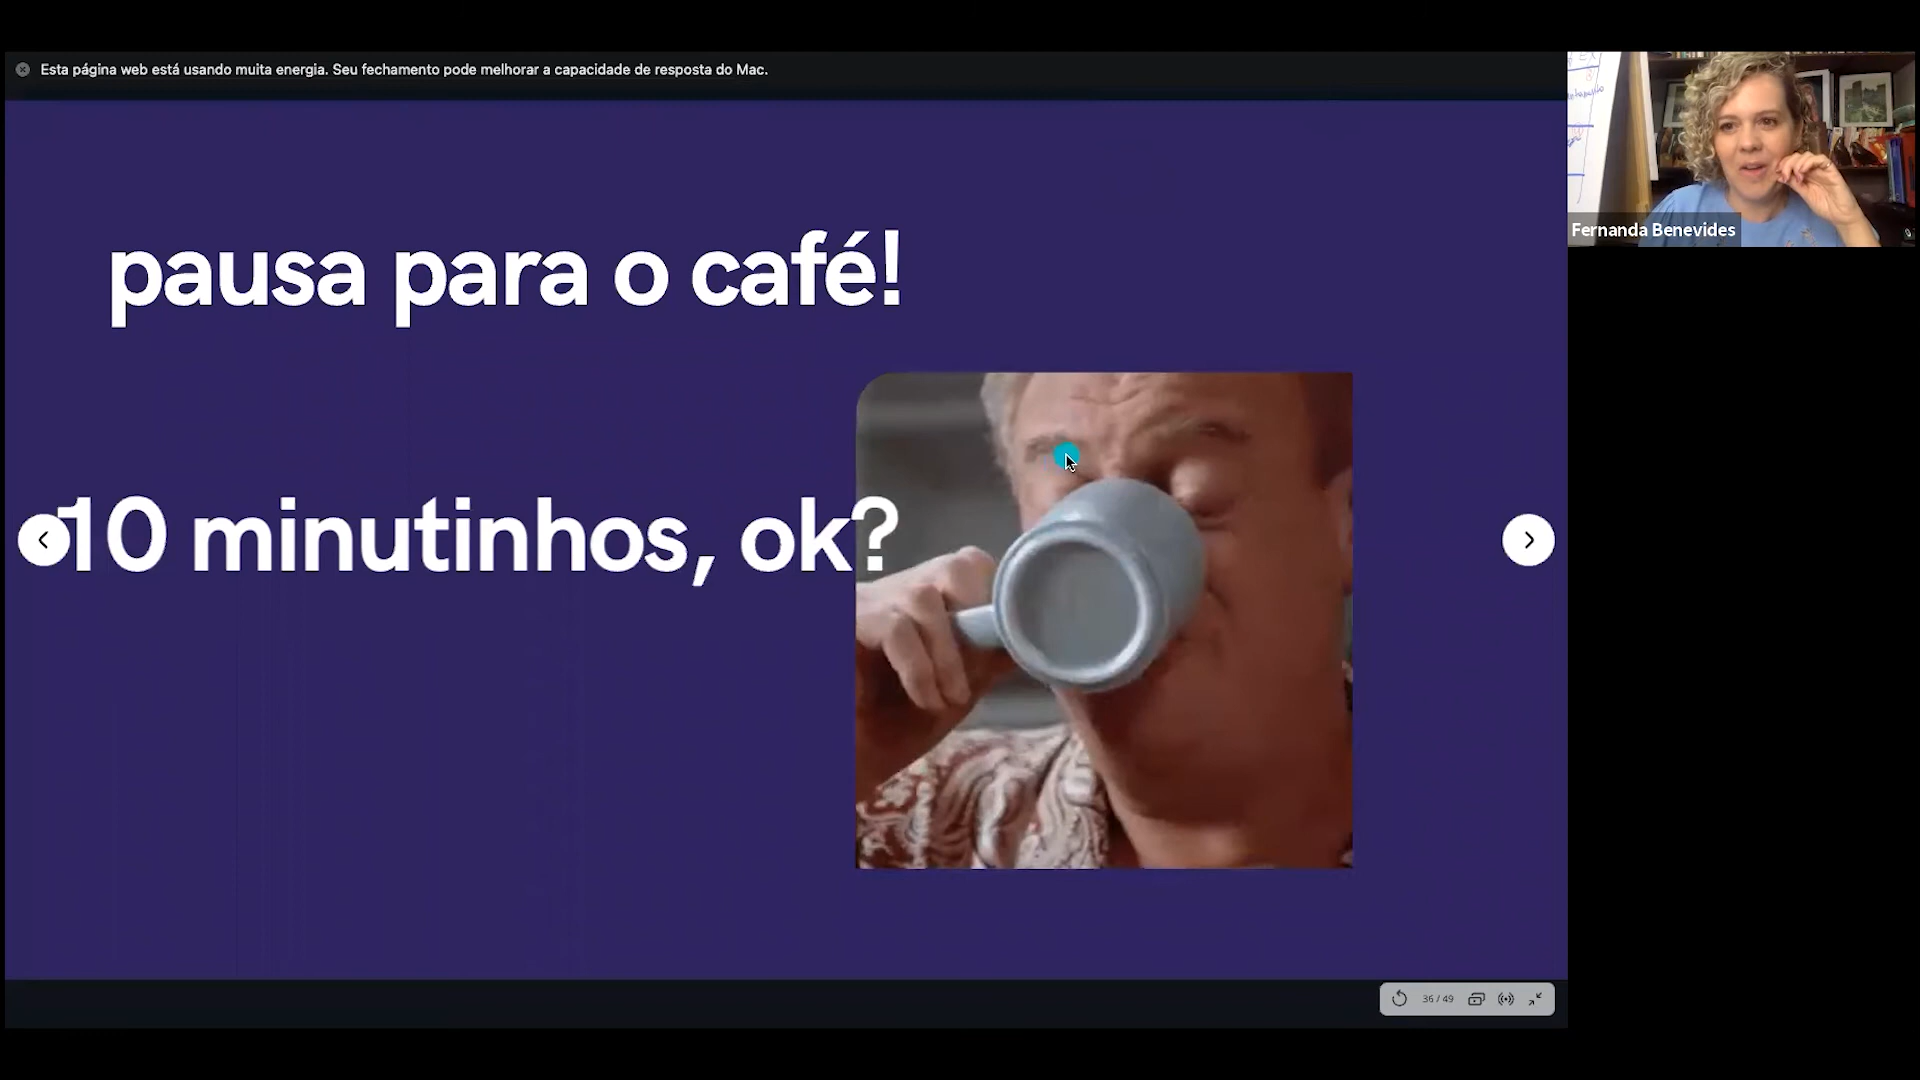 Esta página web está usando muita energia. Seu fechamento pode melhorar a capacidade de resposta do Mac.
pausa para o café!
10 minutinhos, ok?
Fernanda Benevides
36 / 49